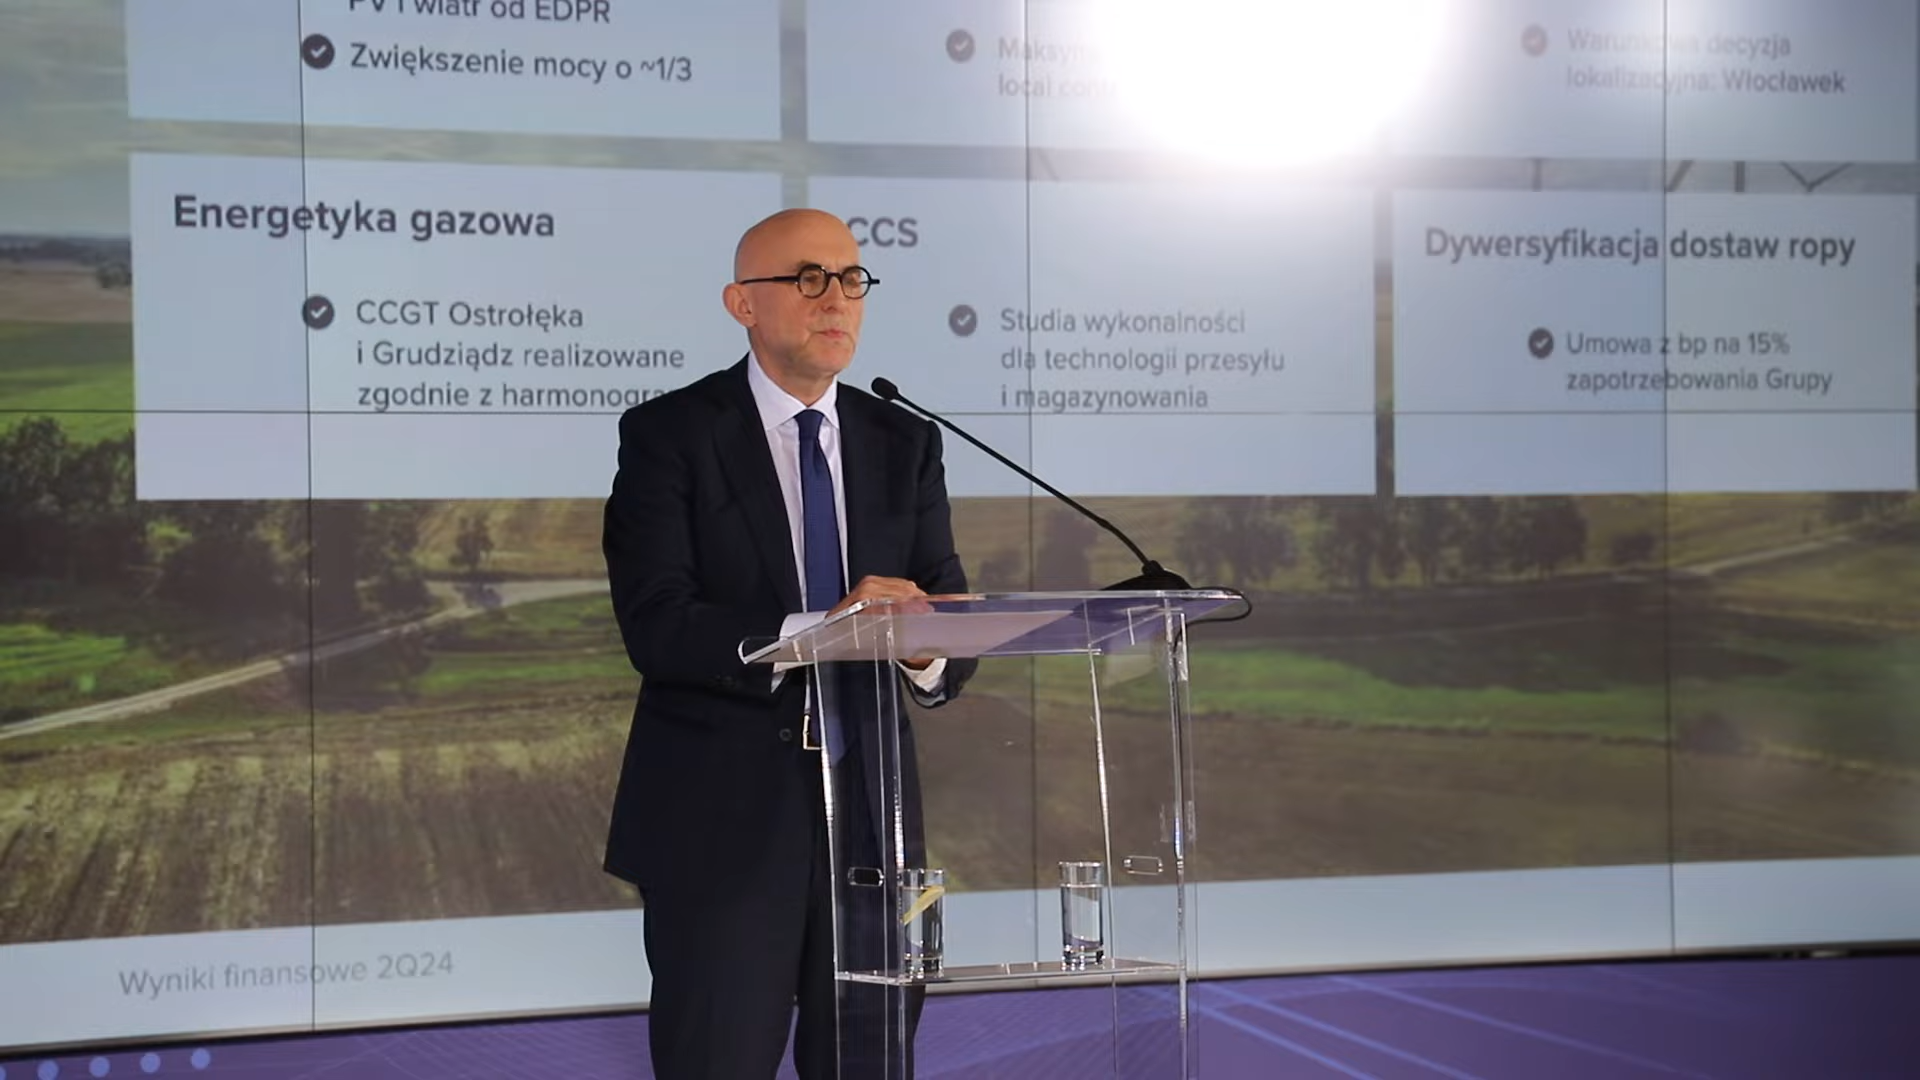 PV i wiatr od EDPR
Zwiększenie mocy o ~1/3
local
Warunkowa decyzja
lokalizacyjna: Włocławek
Energetyka gazowa
CCGT Ostrołęka
i Grudziądz realizowane
zgodnie z
CCS
Studia wykonalności
dla technologii przesyłu
i magazynowania
Dywersyfikacja dostaw ropy
Umowa z bp na 15%
zapotrzebowania Grupy
Wyniki finansowe 2Q24